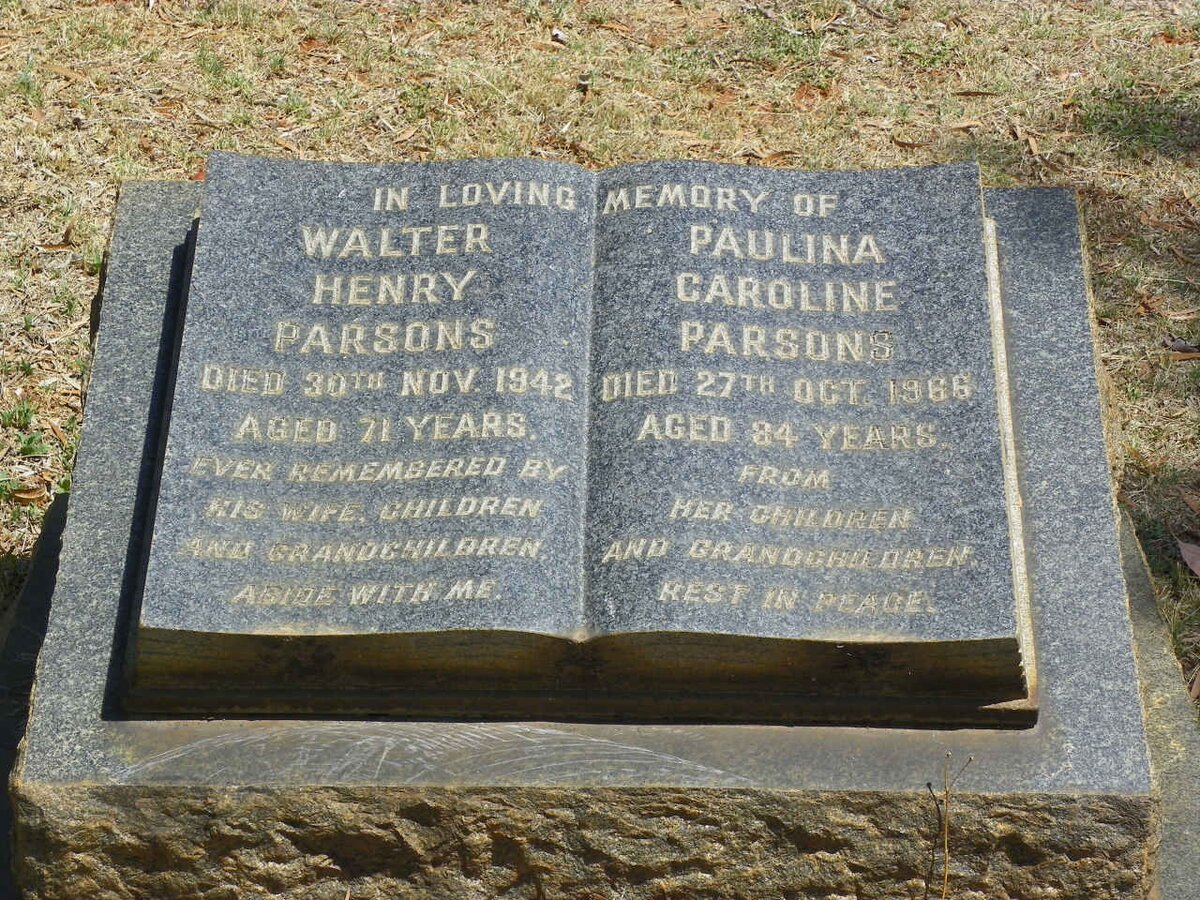 IN LOVING MEMORY OF
WALTER
HENRY
PARSONS
DIED 30TH NOV. 1942
AGED 71 YEARS.
EVER REMEMBERED BY
HIS WIFE, CHILDREN
AND GRANDCHILDREN
ABIDE WITH ME.
PAULINA
CAROLINE
PARSONS
DIED 27TH OCT. 1966
AGED 84 YEARS.
FROM
HER CHILDREN
AND GRANDCHILDREN.
REST IN PEACE.